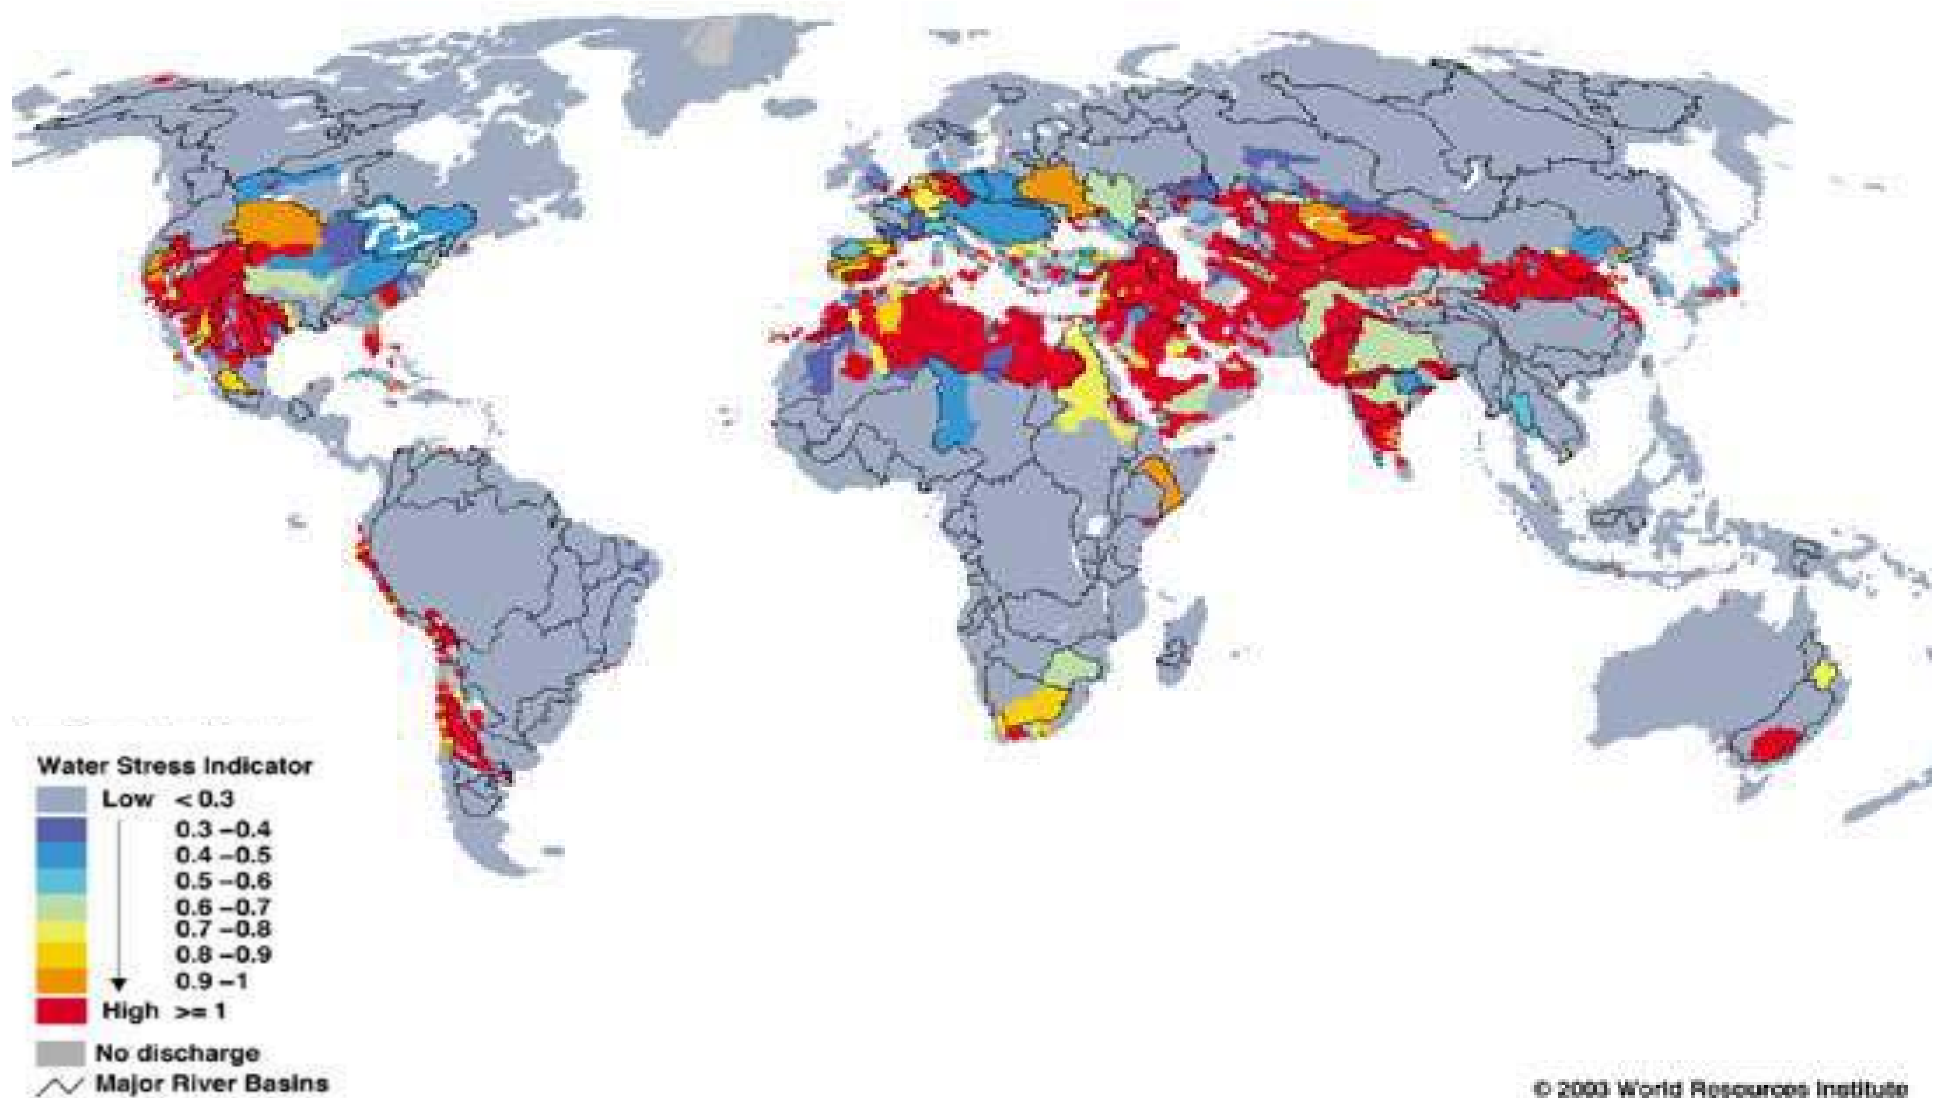 Water Stress Indicator
Low < 0.3
0.3 –0.4
0.4 –0.5
0.5 –0.6
0.6 –0.7
0.7 –0.8
0.8 –0.9
0.9 –1
High >= 1
No discharge
Major River Basins
© 2003 World Resources Institute